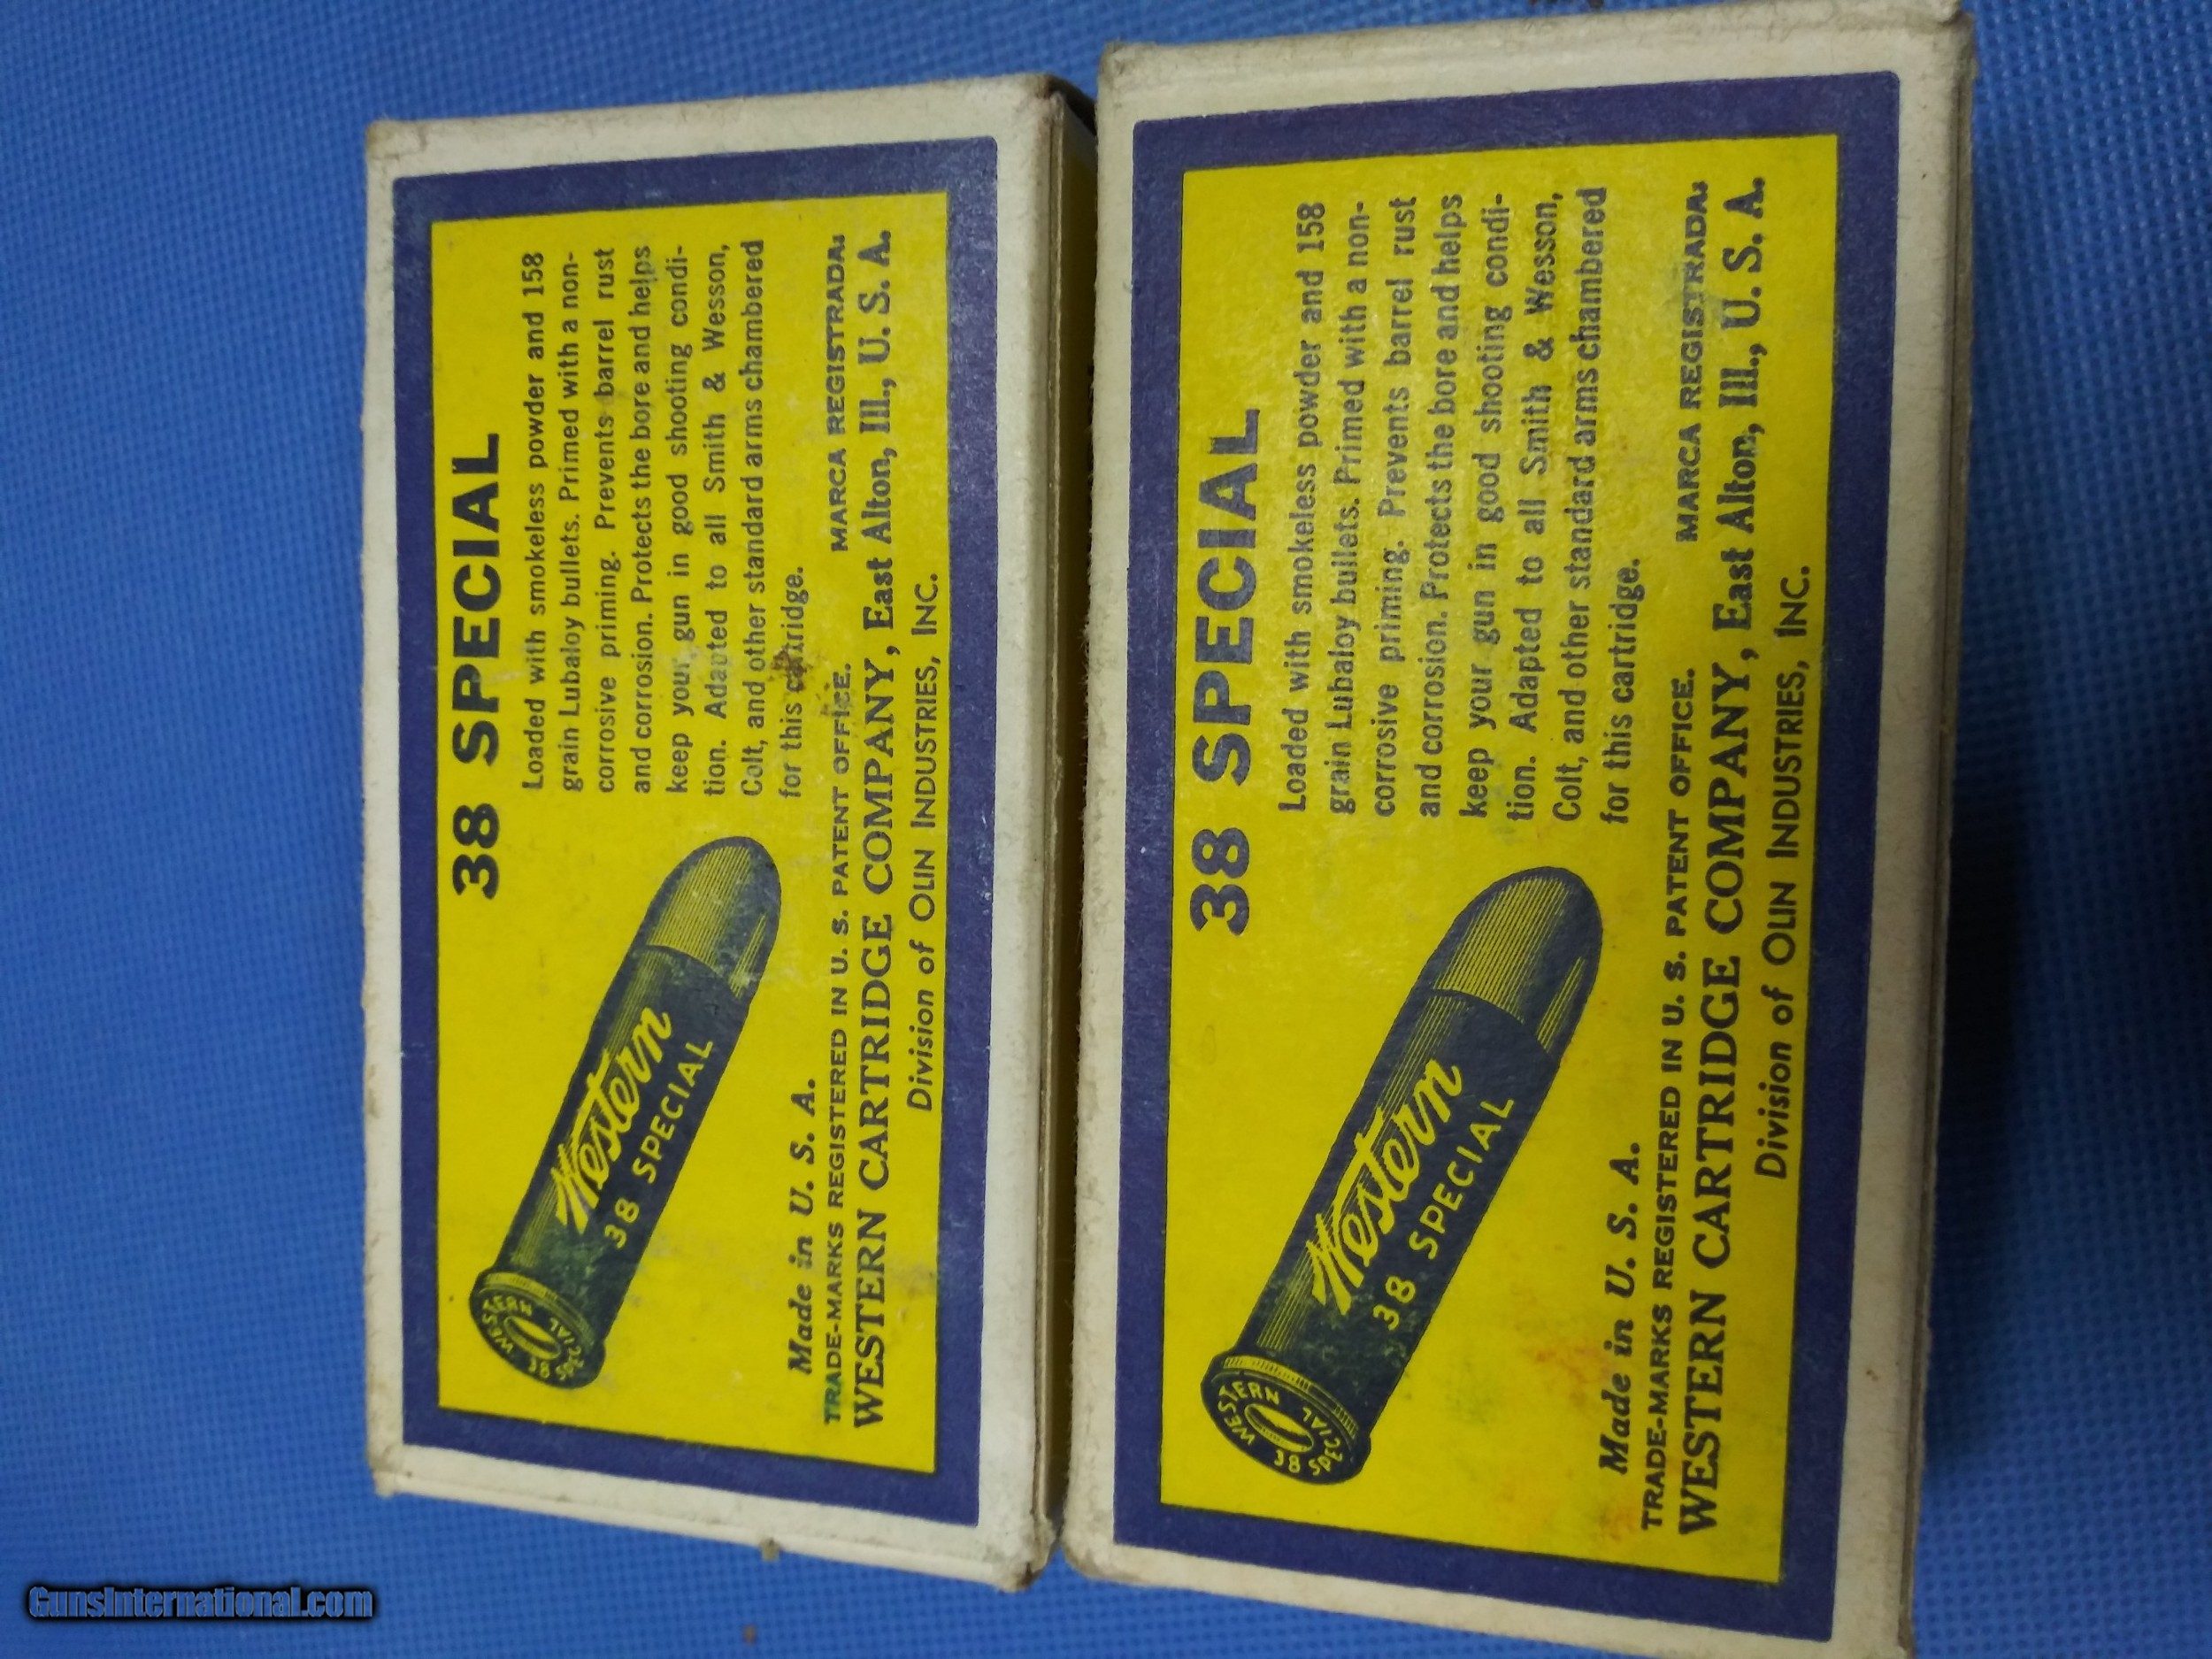 38 SPECIAL
Loaded with smokeless powder and 158
grain Lubaloy bullets. Primed with a non-
corrosive priming. Prevents barrel rust
and corrosion. Protects the bore and helps
keep your gun in good shooting condi-
tion. Adapted to all Smith & Wesson,
Colt, and other standard arms chambered
for this cartridge.
Western
38 SPECIAL
WESTERN
38 SPECIAL
Made in U. S. A.
TRADE-MARKS REGISTERED IN U. S. PATENT OFFICE.
MARCA REGISTRADA.
WESTERN CARTRIDGE COMPANY, East Alton, Ill., U. S. A.
Division of OLIN INDUSTRIES, INC.
38 SPECIAL
Loaded with smokeless powder and 158
grain Lubaloy bullets. Primed with a non-
corrosive priming. Prevents barrel rust
and corrosion. Protects the bore and helps
keep your gun in good shooting condi-
tion. Adapted to all Smith & Wesson,
Colt, and other standard arms chambered
for this cartridge.
Western
38 SPECIAL
WESTERN
38 SPECIAL
Made in U. S. A.
TRADE-MARKS REGISTERED IN U. S. PATENT OFFICE.
MARCA REGISTRADA.
WESTERN CARTRIDGE COMPANY, East Alton, Ill., U. S. A.
Division of OLIN INDUSTRIES, INC.
GunsInternational.com